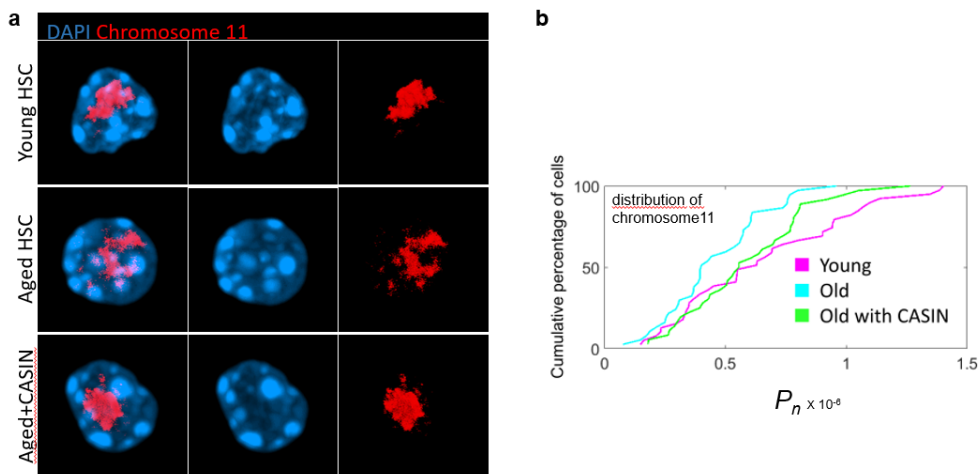 a
DAPI Chromosome 11
Young HSC
Aged HSC
Aged+CASIN
b
Cumulative percentage of cells
100
50
0
distribution of
chromosome11
Young
Old
Old with CASIN
0 0.5 1 1.5
Pn X 10-6